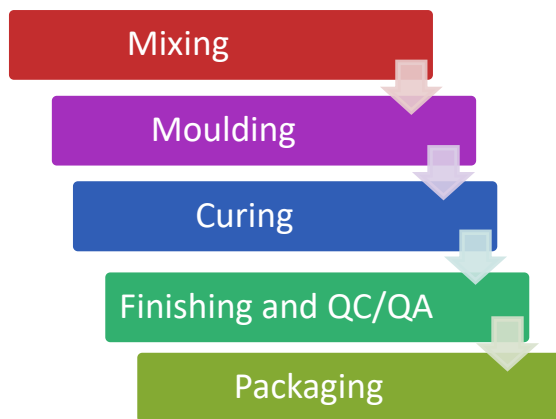 Mixing
Moulding
Curing
Finishing and QC/QA
Packaging